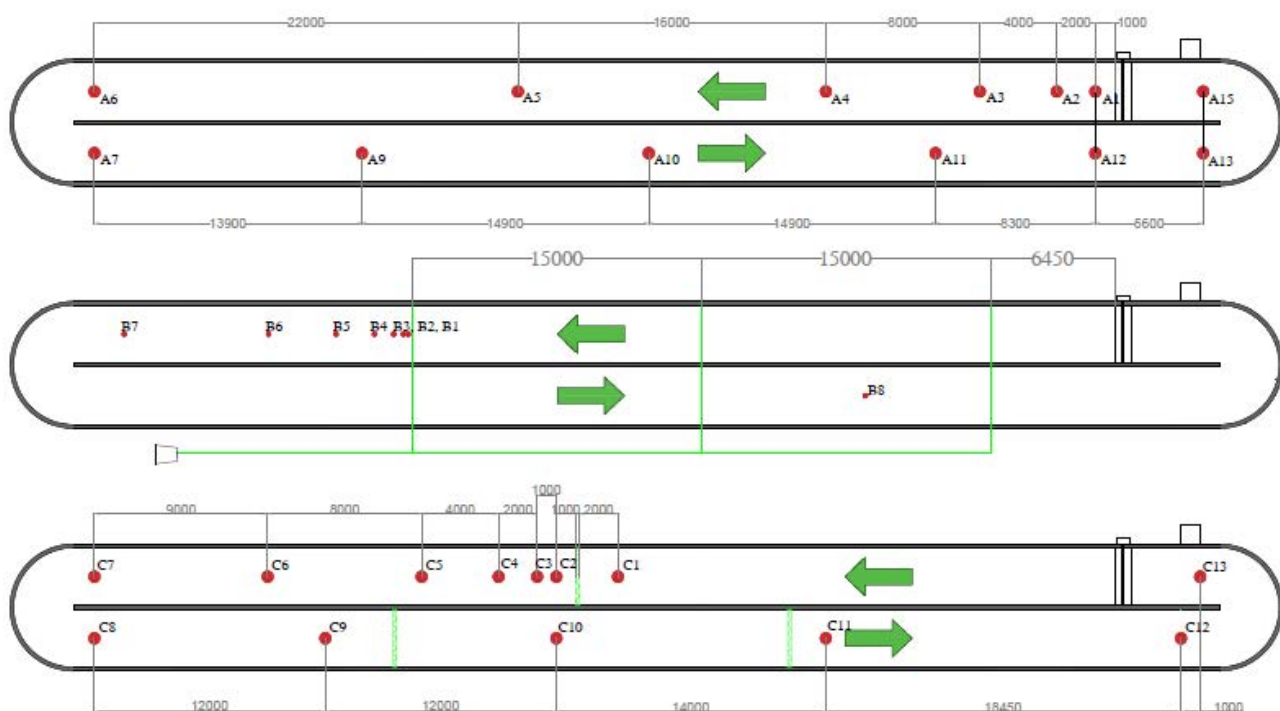 22000 16000 8000 4000 2000 1000
A6 A5 A4 A3 A2 A1 A15
A7 A9 A10 A11 A12 A13
13900 14900 14900 8300 5600
15000 15000 6450
B7 B6 B5 B4 B3, B2, B1
B8
1000
9000 8000 4000 2000 1000 2000
C7 C6 C5 C4 C3 C2 C1 C13
C8 C9 C10 C11 C12
12000 12000 14000 18450 1000